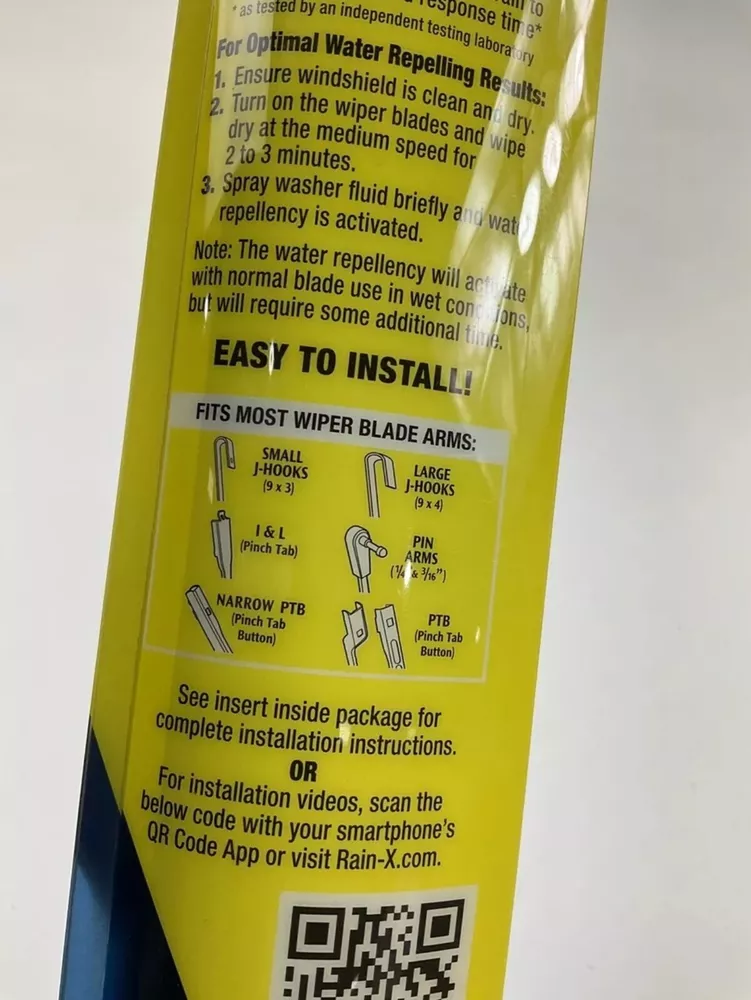 to
response time*
* as tested by an independent testing laboratory
For Optimal Water Repelling Results:
1. Ensure windshield is clean and dry.
2. Turn on the wiper blades and wipe
dry at the medium speed for
2 to 3 minutes.
3. Spray washer fluid briefly and wat
repellency is activated.
Note: The water repellency will activate
with normal blade use in wet conditions,
but will require some additional time.
EASY TO INSTALL!
FITS MOST WIPER BLADE ARMS:
SMALL
J-HOOKS
(9 x 3)
LARGE
J-HOOKS
(9 x 4)
I & L
(Pinch Tab)
PIN
ARMS
(1/4 & 3/16")
NARROW PTB
(Pinch Tab
Button)
PTB
(Pinch Tab
Button)
See insert inside package for
complete installation instructions.
OR
For installation videos, scan the
below code with your smartphone's
QR Code App or visit Rain-X.com.